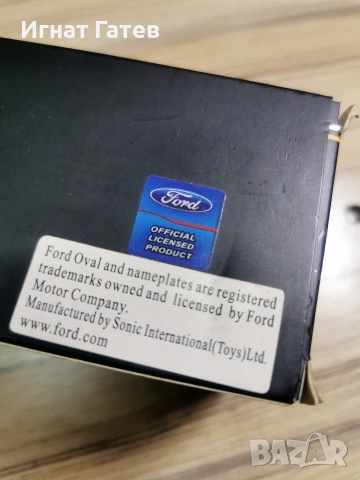 Игнат Гатев
Ford
OFFICIAL
LICENSED
PRODUCT
Ford Oval and nameplates are registered
trademarks owned and licensed by Ford
Motor Company.
Manufactured by Sonic International(Toys)Ltd.
www.ford.com
BAZAR